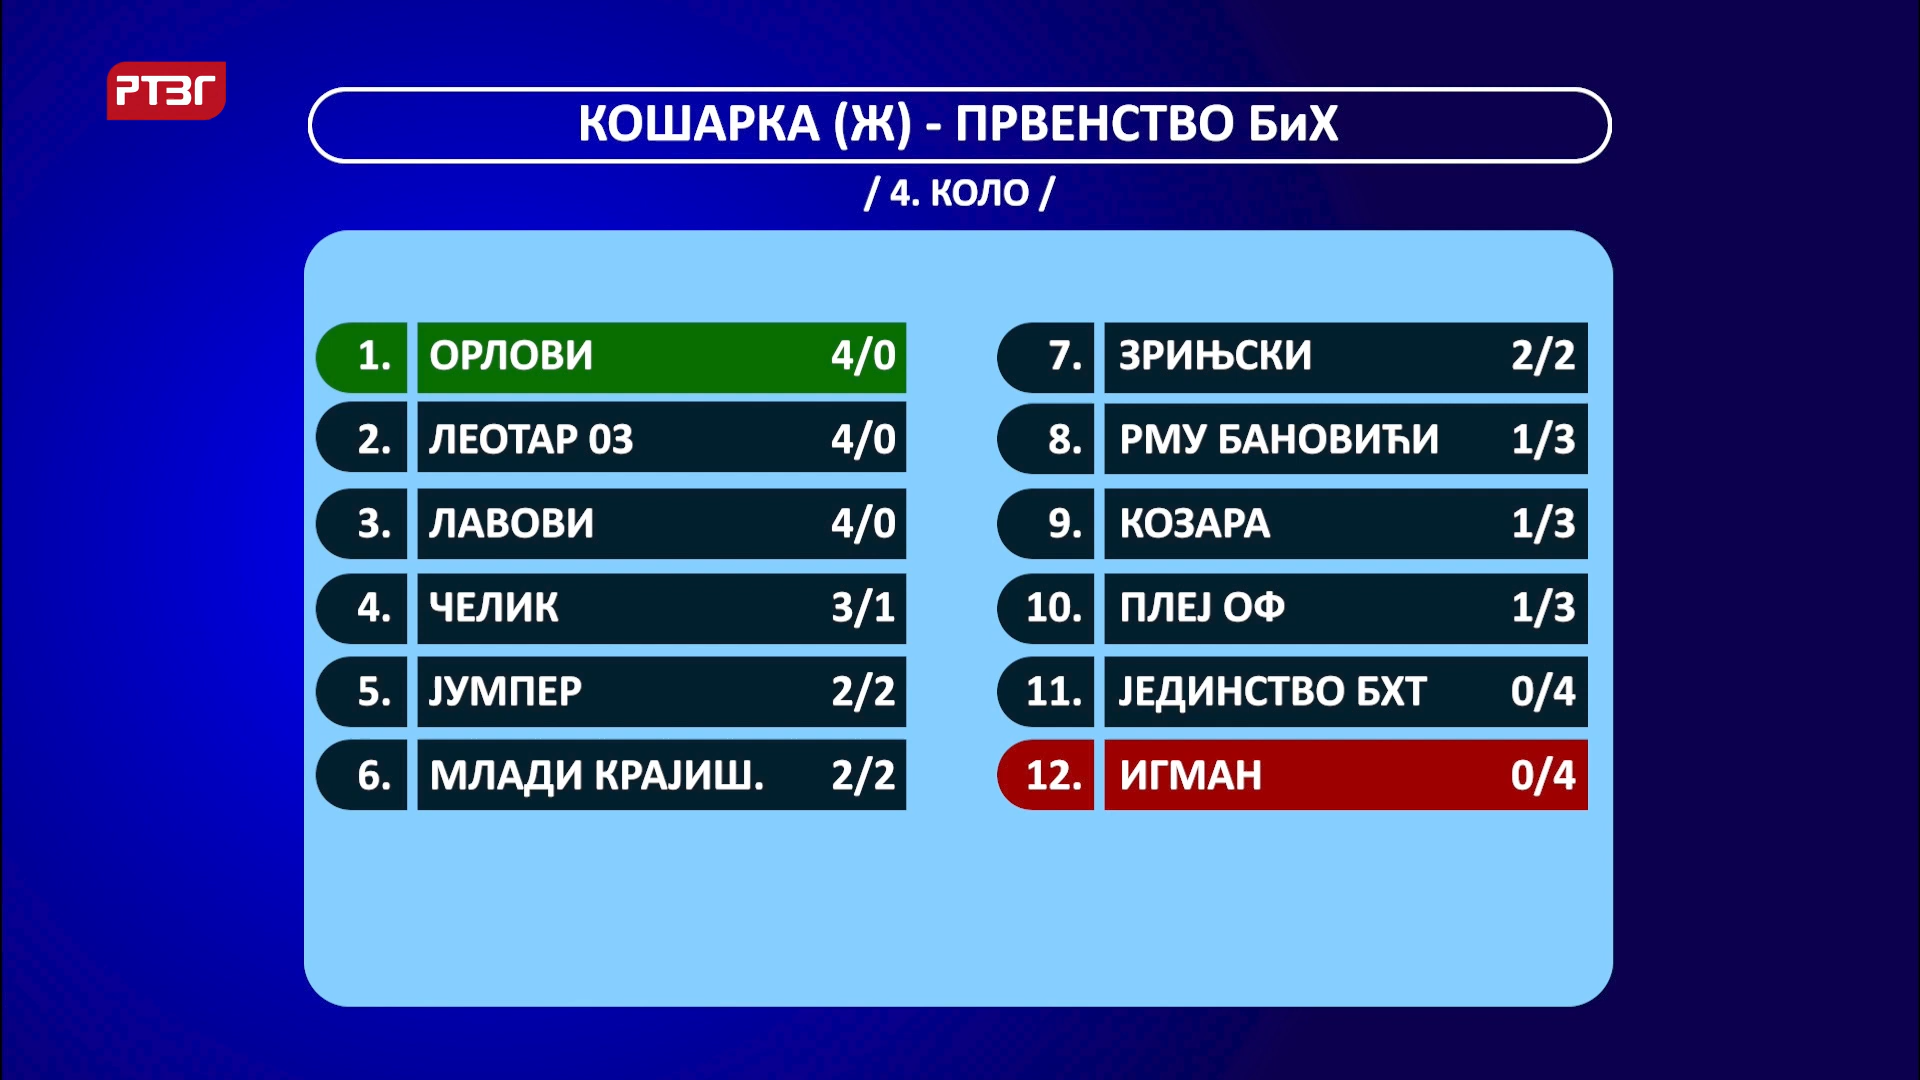 РТВГ
КОШАРКА (Ж) - ПРВЕНСТВО БиХ
/ 4. КОЛО /
1. ОРЛОВИ 4/0
2. ЛЕОТАР 03 4/0
3. ЛАВОВИ 4/0
4. ЧЕЛИК 3/1
5. ЈУМПЕР 2/2
6. МЛАДИ КРАЈИШ. 2/2
7. ЗРИЊСКИ 2/2
8. РМУ БАНОВИЋИ 1/3
9. КОЗАРА 1/3
10. ПЛЕЈ ОФ 1/3
11. ЈЕДИНСТВО БХТ 0/4
12. ИГМАН 0/4